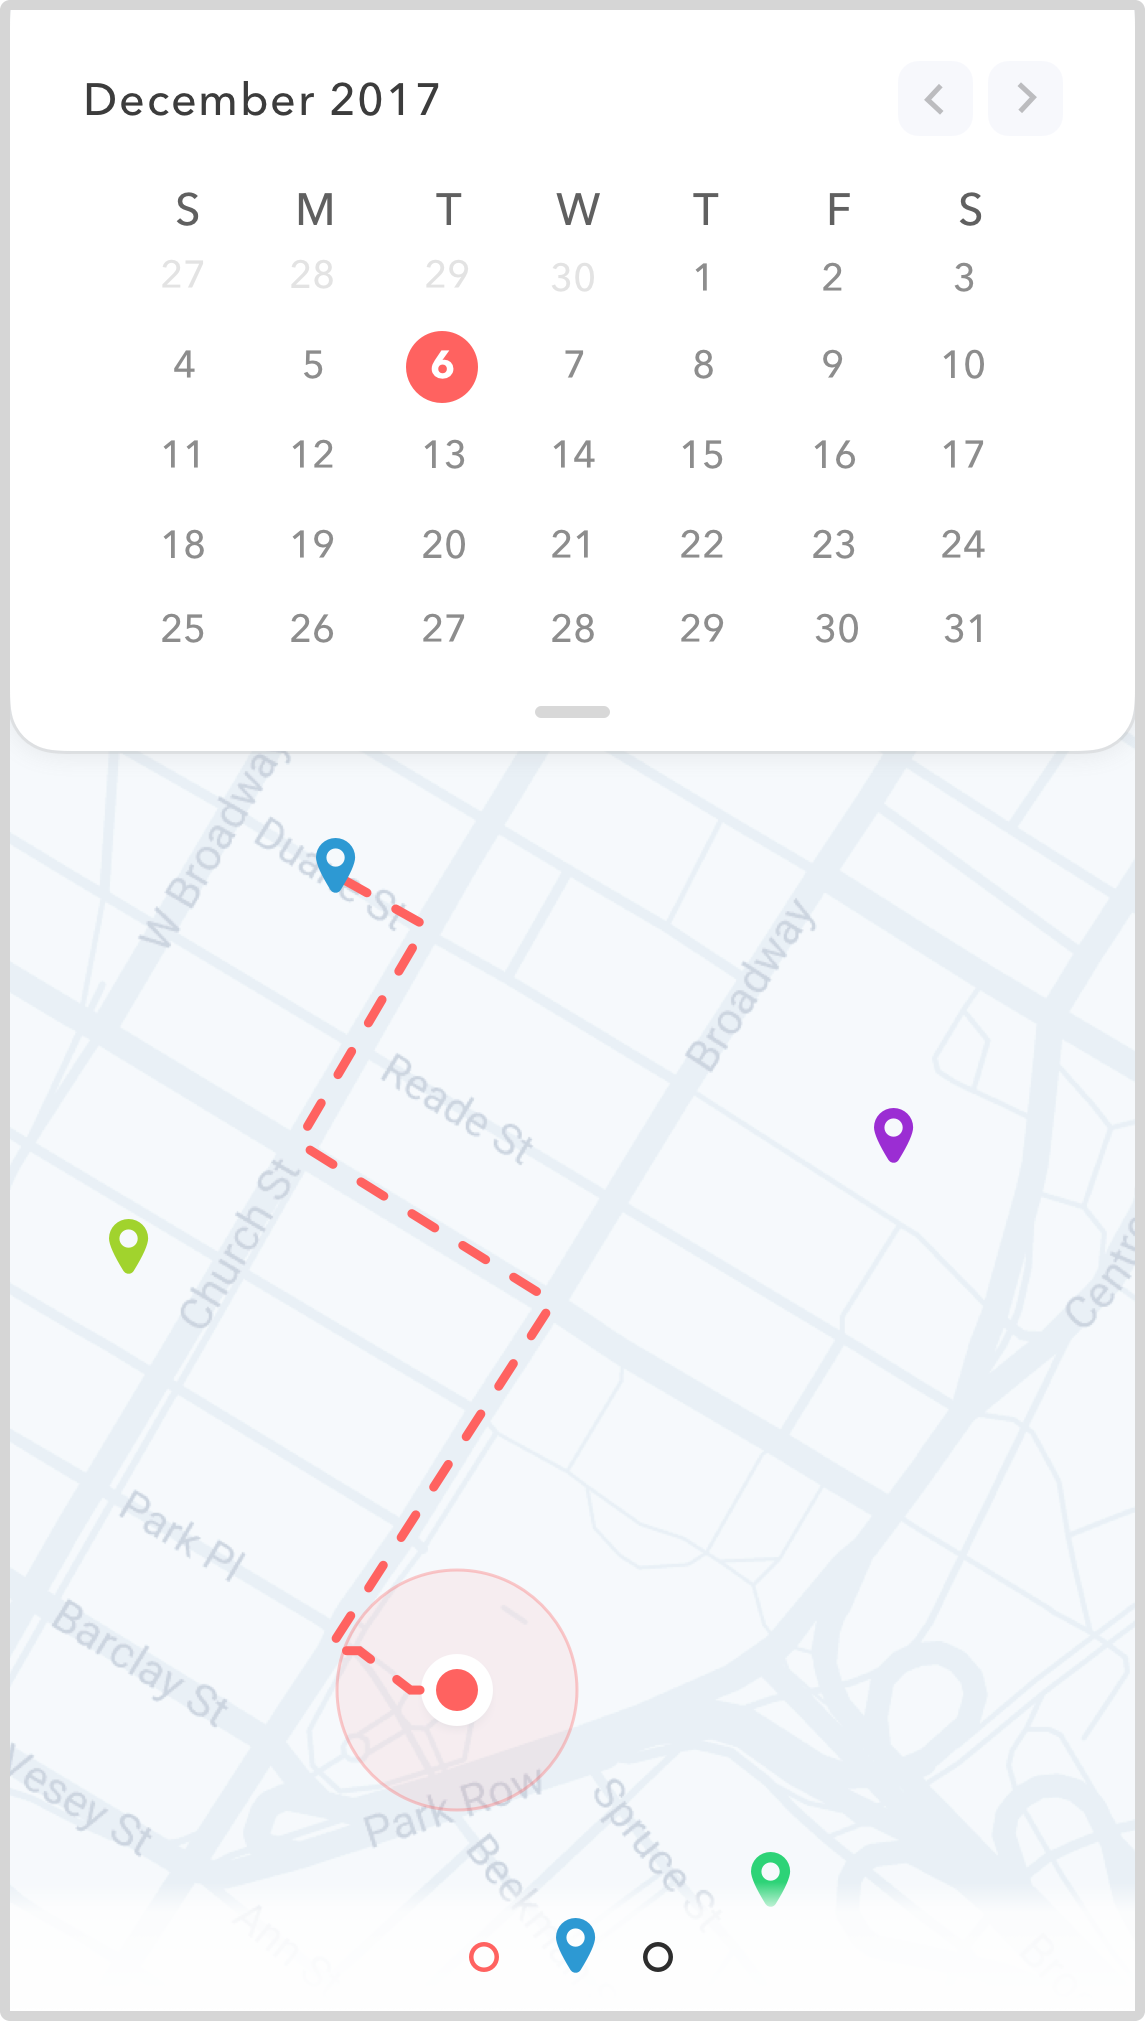 December 2017
S M T W T F S
27 28 29 30 1 2 3
4 5 6 7 8 9 10
11 12 13 14 15 16 17
18 19 20 21 22 23 24
25 26 27 28 29 30 31
W Broadway
Duane St
Broadway
Reade St
Church St
Park Pl
Barclay St
Vesey St
Park Row
Spruce St
Ann St